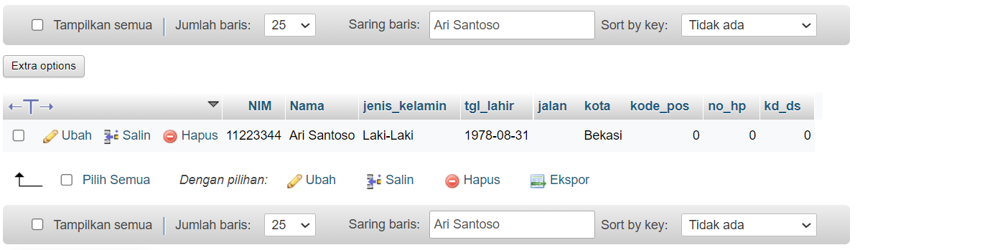 Tampilkan semua Jumlah baris: 25 Saring baris: Ari Santoso Sort by key: Tidak ada
Extra options
NIM Nama jenis_kelamin tgl_lahir jalan kota kode_pos no_hp kd_ds
Ubah Salin Hapus 11223344 Ari Santoso Laki-Laki 1978-08-31 Bekasi 0 0 0
Pilih Semua Dengan pilihan: Ubah Salin Hapus Ekspor
Tampilkan semua Jumlah baris: 25 Saring baris: Ari Santoso Sort by key: Tidak ada